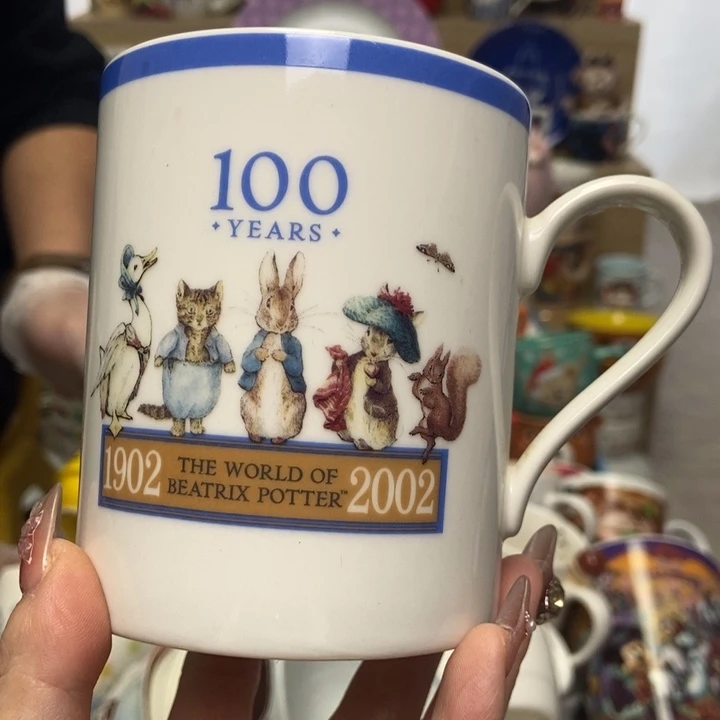 100
• YEARS •
1902 THE WORLD OF BEATRIX POTTER™ 2002